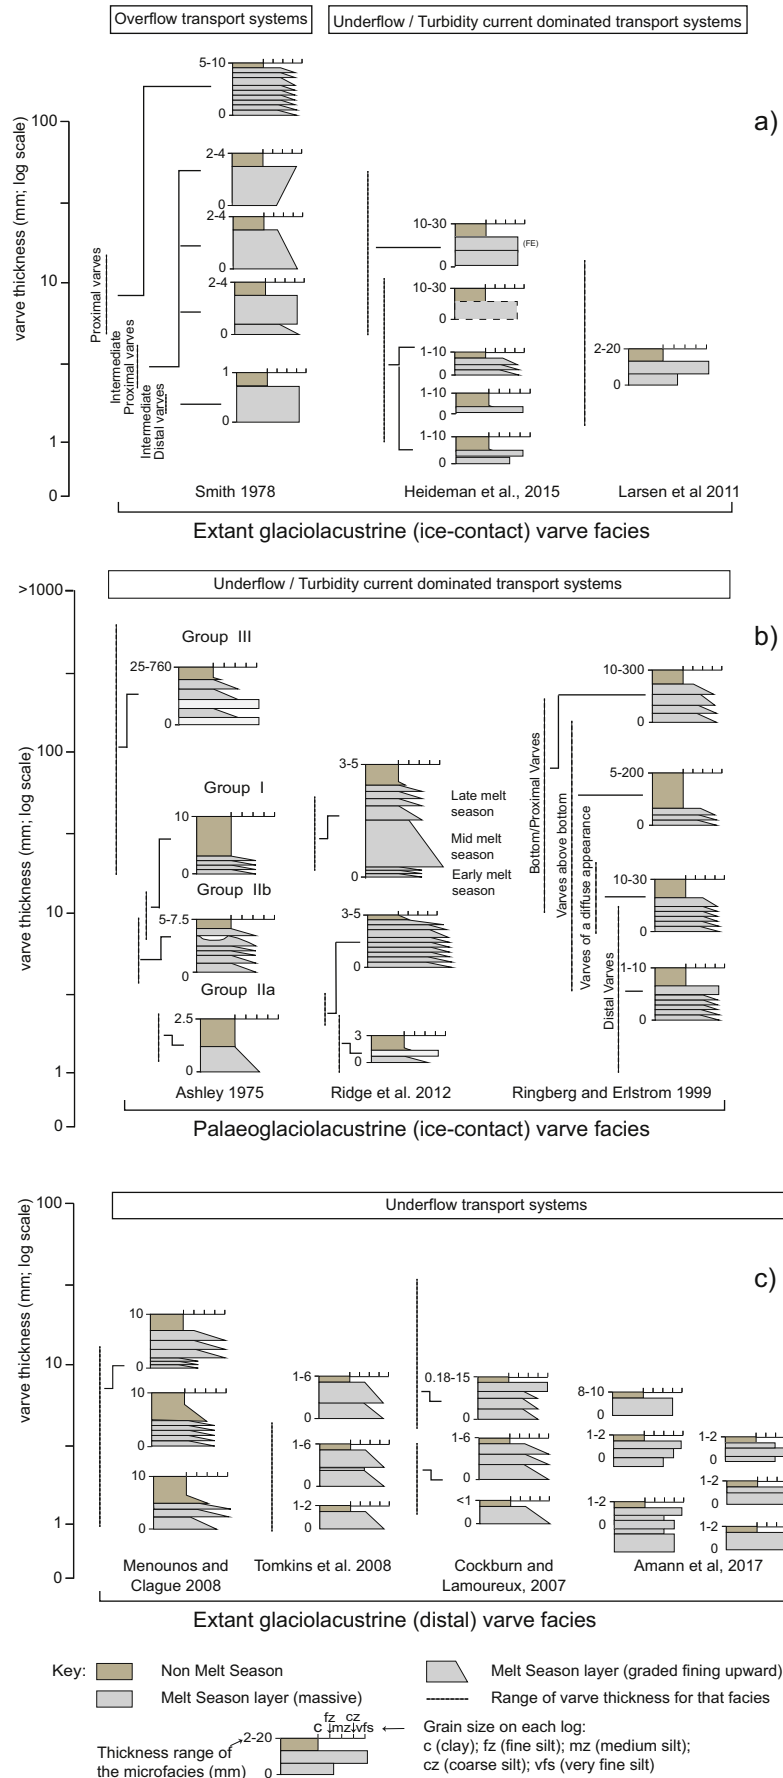 Overflow transport systems
Underflow / Turbidity current dominated transport systems
a)
varve thickness (mm; log scale)
100
10
1
0
Proximal varves
Intermediate
Proximal varves
Intermediate
Distal varves
5-10
0
2-4
0
2-4
0
2-4
0
1
0
10-30
(FE)
0
10-30
0
1-10
0
1-10
0
1-10
0
2-20
0
Smith 1978
Heideman et al., 2015
Larsen et al 2011
Extant glaciolacustrine (ice-contact) varve facies
Underflow / Turbidity current dominated transport systems
b)
varve thickness (mm; log scale)
>1000
100
10
1
0
Group III
25-760
0
Group I
10
0
Group IIb
5-7.5
0
Group IIa
2.5
0
3-5
Late melt
season
Mid melt
season
Early melt
season
0
3-5
0
3
0
Bottom/Proximal Varves
Varves above bottom
Varves of a diffuse appearance
Distal Varves
10-300
0
5-200
0
10-30
0
1-10
0
Ashley 1975
Ridge et al. 2012
Ringberg and Erlstrom 1999
Palaeoglaciolacustrine (ice-contact) varve facies
Underflow transport systems
c)
varve thickness (mm; log scale)
100
10
1
0
10
0
10
0
10
0
1-6
0
1-6
0
1-2
0
0.18-15
0
1-6
0
<1
0
8-10
0
1-2
0
1-2
0
1-2
0
1-2
0
1-2
0
Menounos and
Clague 2008
Tomkins et al. 2008
Cockburn and
Lamoureux, 2007
Amann et al, 2017
Extant glaciolacustrine (distal) varve facies
Key:
Non Melt Season
Melt Season layer (massive)
Melt Season layer (graded fining upward)
Range of varve thickness for that facies
Thickness range of
the microfacies (mm)
2-20
0
fz cz
c mz vfs
Grain size on each log:
c (clay); fz (fine silt); mz (medium silt);
cz (coarse silt); vfs (very fine silt)